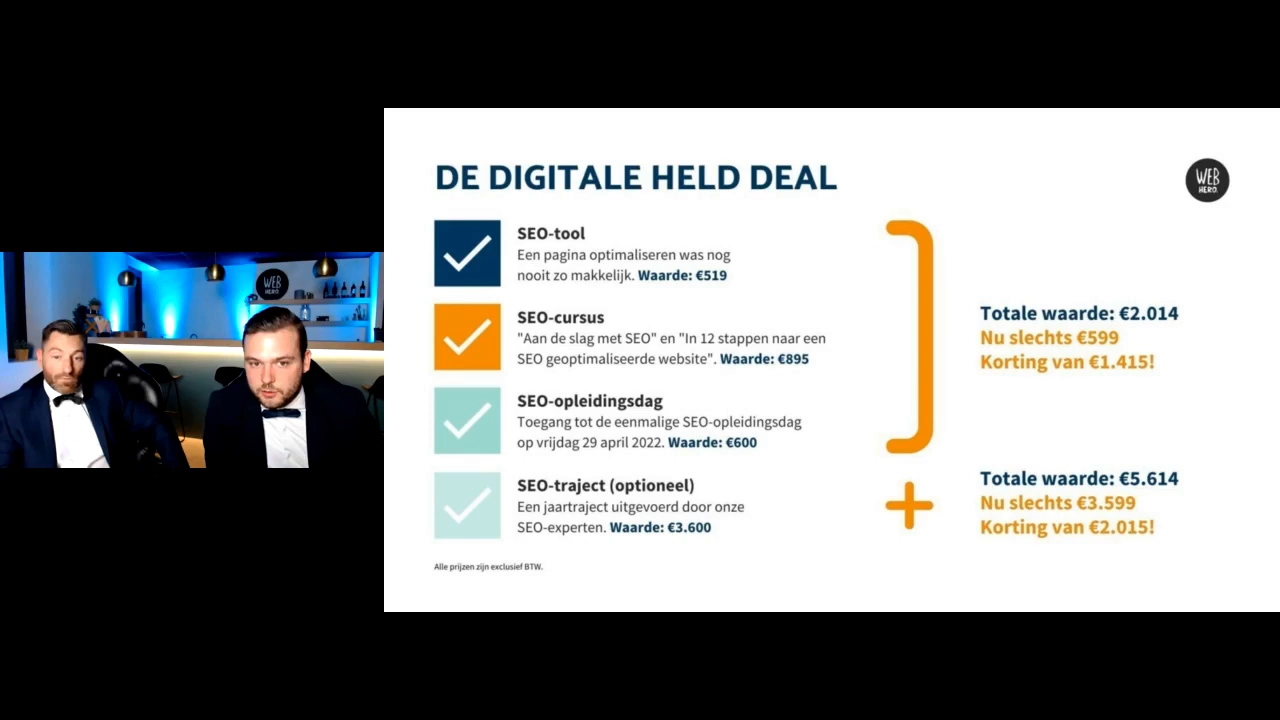 DE DIGITALE HELD DEAL
WEB
HERO.
SEO-tool
Een pagina optimaliseren was nog
nooit zo makkelijk. Waarde: €519
SEO-cursus
"Aan de slag met SEO" en "In 12 stappen naar een
SEO geoptimaliseerde website". Waarde: €895
SEO-opleidingsdag
Toegang tot de eenmalige SEO-opleidingsdag
op vrijdag 29 april 2022. Waarde: €600
SEO-traject (optioneel)
Een jaartraject uitgevoerd door onze
SEO-experten. Waarde: €3.600
Alle prijzen zijn exclusief BTW.
Totale waarde: €2.014
Nu slechts €599
Korting van €1.415!
Totale waarde: €5.614
Nu slechts €3.599
Korting van €2.015!
WEB
HERO.